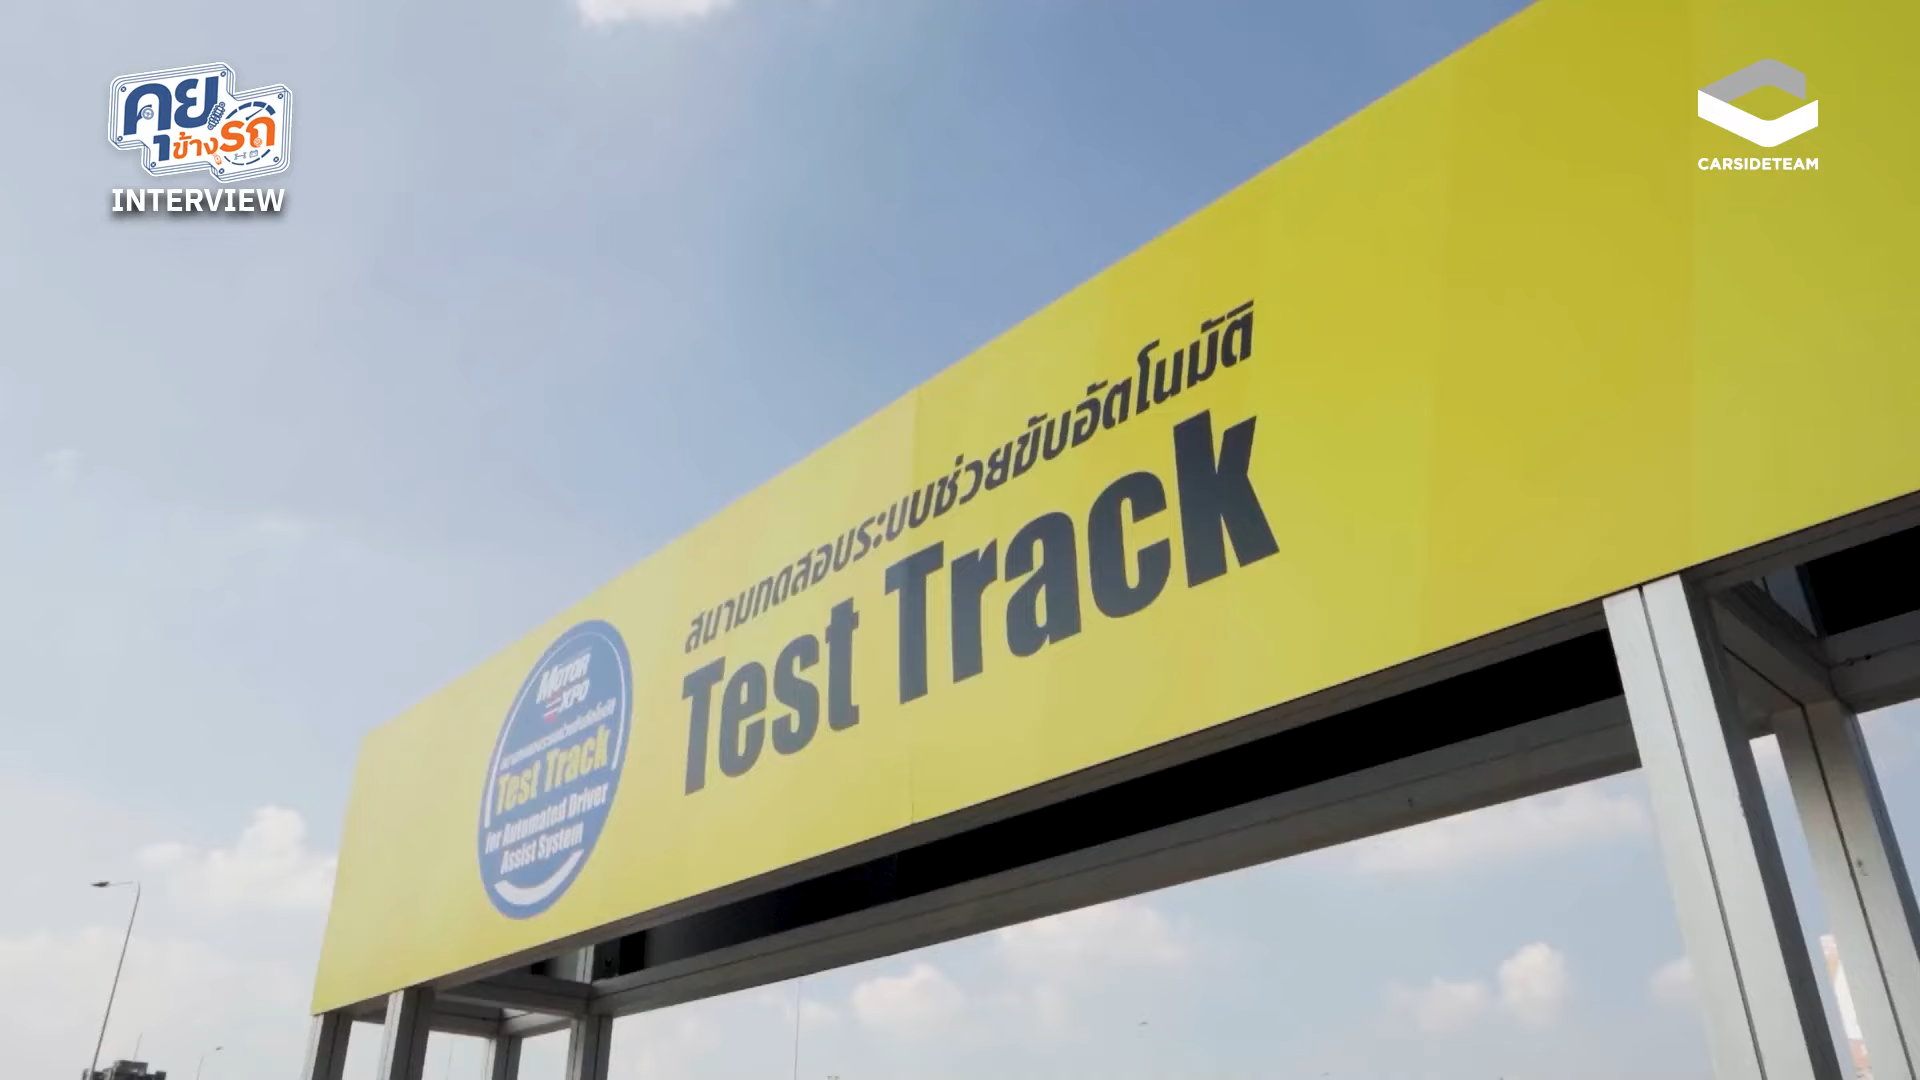 คุย
ข้างรถ
INTERVIEW
CARSIDETEAM
สนามทดสอบระบบช่วยขับอัตโนมัติ
Test Track
MOTOR
EXPO
Test Track
for Automated Driver
Assist System